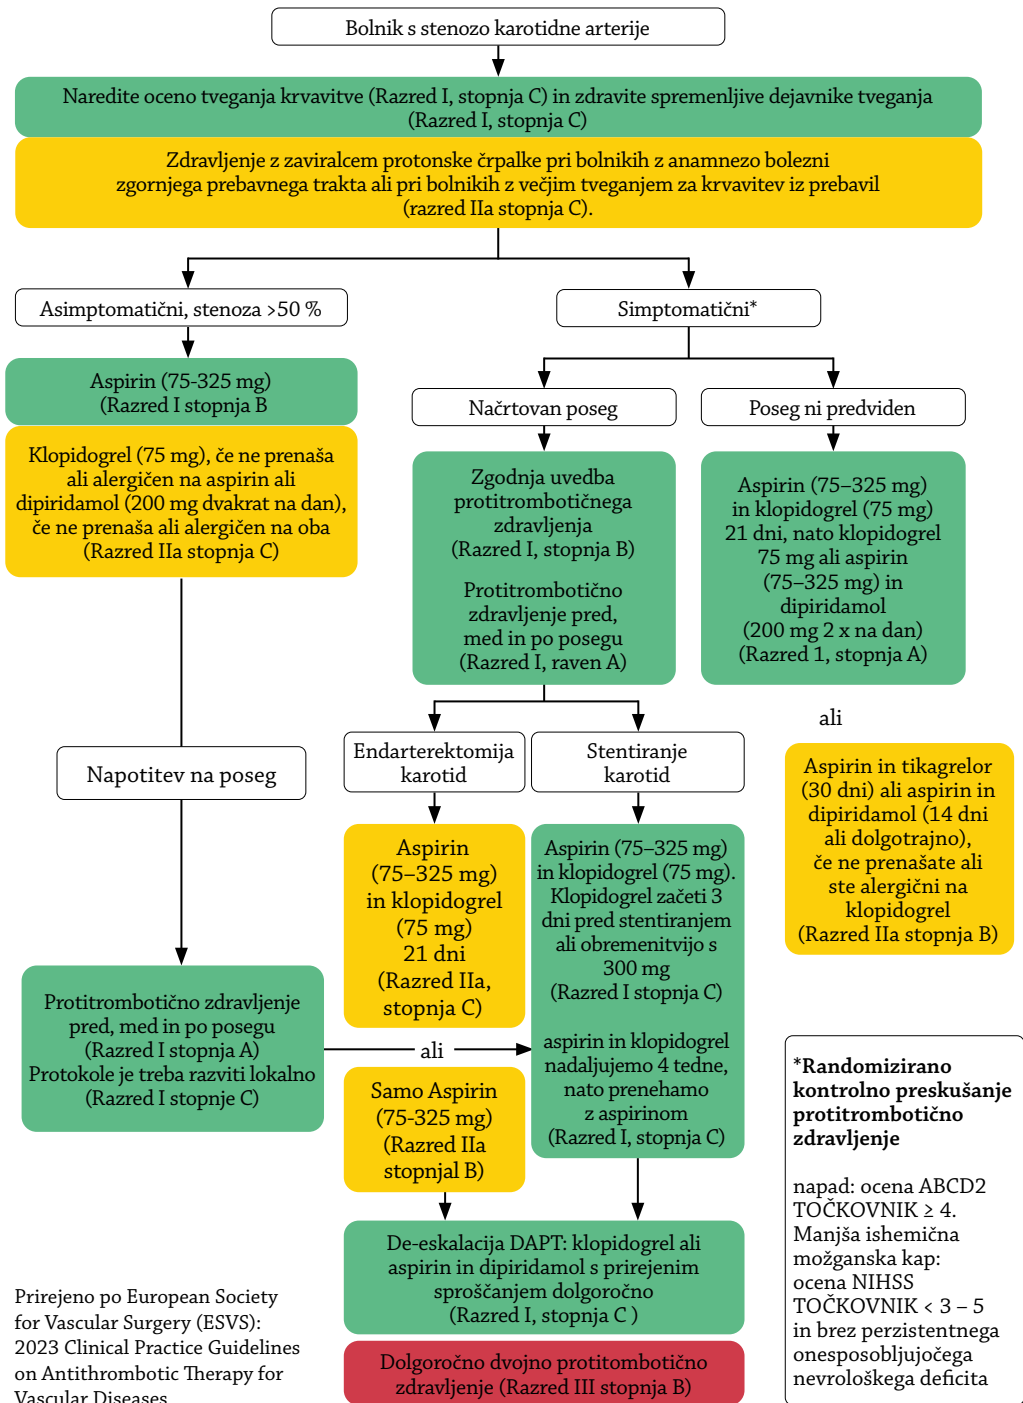 Bolnik s stenozo karotidne arterije
Naredite oceno tveganja krvavitve (Razred I, stopnja C) in zdravite spremenljive dejavnike tveganja
(Razred I, stopnja C)
Zdravljenje z zaviralcem protonske črpalke pri bolnikih z anamnezo bolezni
zgornjega prebavnega trakta ali pri bolnikih z večjim tveganjem za krvavitev iz prebavil
(razred IIa stopnja C).
Asimptomatični, stenoza >50 %
Aspirin (75-325 mg)
(Razred I stopnja B
Klopidogrel (75 mg), če ne prenaša
ali alergičen na aspirin ali
dipiridamol (200 mg dvakrat na dan),
če ne prenaša ali alergičen na oba
(Razred IIa stopnja C)
Napotitev na poseg
Protitrombotično zdravljenje
pred, med in po posegu
(Razred I stopnja A)
Protokole je treba razviti lokalno
(Razred I stopnje C)
Simptomatični*
Načrtovan poseg
Zgodnja uvedba
protitrombotičnega
zdravljenja
(Razred I, stopnja B)
Protitrombotično
zdravljenje pred,
med in po posegu
(Razred I, raven A)
Endarterektomija
karotid
Aspirin
(75–325 mg)
in klopidogrel
(75 mg)
21 dni
(Razred IIa,
stopnja C)
ali
Samo Aspirin
(75-325 mg)
(Razred IIa
stopnjal B)
Stentiranje
karotid
Aspirin (75–325 mg)
in klopidogrel (75 mg).
Klopidogrel začeti 3
dni pred stentiranjem
ali obremenitvijo s
300 mg
(Razred I stopnja C)
aspirin in klopidogrel
nadaljujemo 4 tedne,
nato prenehamo
z aspirinom
(Razred I, stopnja C)
De-eskalacija DAPT: klopidogrel ali
aspirin in dipiridamol s prirejenim
sproščanjem dolgoročno
(Razred I, stopnja C )
Dolgoročno dvojno protitombotično
zdravljenje (Razred III stopnja B)
Poseg ni predviden
Aspirin (75–325 mg)
in klopidogrel (75 mg)
21 dni, nato klopidogrel
75 mg ali aspirin
(75–325 mg) in
dipiridamol
(200 mg 2 x na dan)
(Razred 1, stopnja A)
ali
Aspirin in tikagrelor
(30 dni) ali aspirin in
dipiridamol (14 dni
ali dolgotrajno),
če ne prenašate ali
ste alergični na
klopidogrel
(Razred IIa stopnja B)
*Randomizirano
kontrolno preskušanje
protitrombotično
zdravljenje
napad: ocena ABCD2
TOČKOVNIK ≥ 4.
Manjša ishemična
možganska kap:
ocena NIHSS
TOČKOVNIK < 3 – 5
in brez perzistentnega
onesposobljujočega
nevrološkega deficita
Prirejeno po European Society
for Vascular Surgery (ESVS):
2023 Clinical Practice Guidelines
on Antithrombotic Therapy for
Vascular Diseases